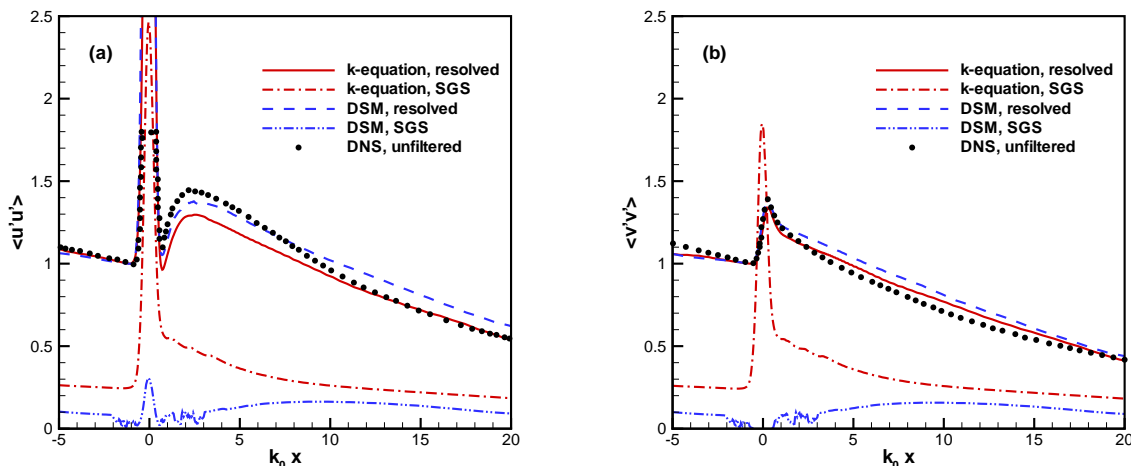 (a)
k-equation, resolved
k-equation, SGS
DSM, resolved
DSM, SGS
DNS, unfiltered
<u'u'>
2.5
2
1.5
1
0.5
0
-5
0
5
10
15
20
k₀ x
(b)
k-equation, resolved
k-equation, SGS
DSM, resolved
DSM, SGS
DNS, unfiltered
<v'v'>
2.5
2
1.5
1
0.5
0
-5
0
5
10
15
20
k₀ x